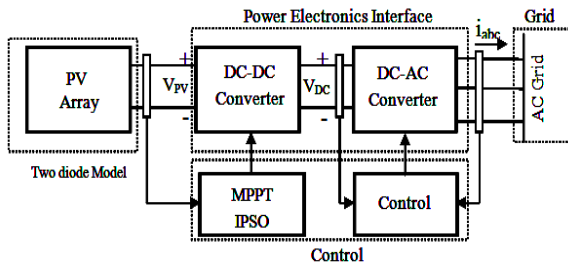 Power Electronics Interface
Grid
i_abc
PV
Array
+
V_PV
-
DC-DC
Converter
+
V_DC
-
DC-AC
Converter
AC Grid
Two diode Model
MPPT
IPSO
Control
Control